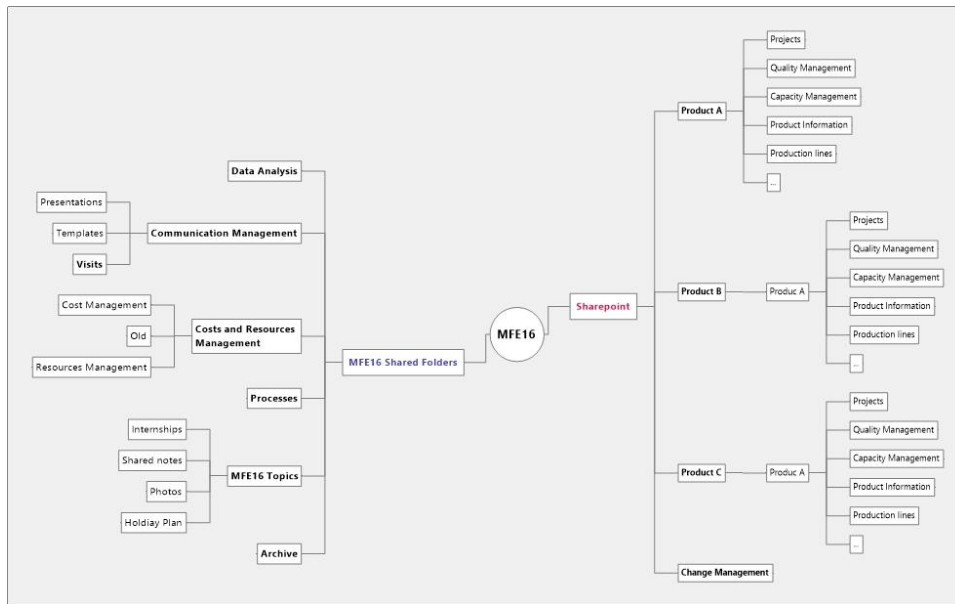 MFE16
MFE16 Shared Folders
Data Analysis
Communication Management
Presentations
Templates
Visits
Costs and Resources
Management
Cost Management
Old
Resources Management
Processes
MFE16 Topics
Internships
Shared notes
Photos
Holdiay Plan
Archive
Sharepoint
Product A
Projects
Quality Management
Capacity Management
Product Information
Production lines
...
Product B
Produc A
Projects
Quality Management
Capacity Management
Product Information
Production lines
...
Product C
Produc A
Projects
Quality Management
Capacity Management
Product Information
Production lines
...
Change Management